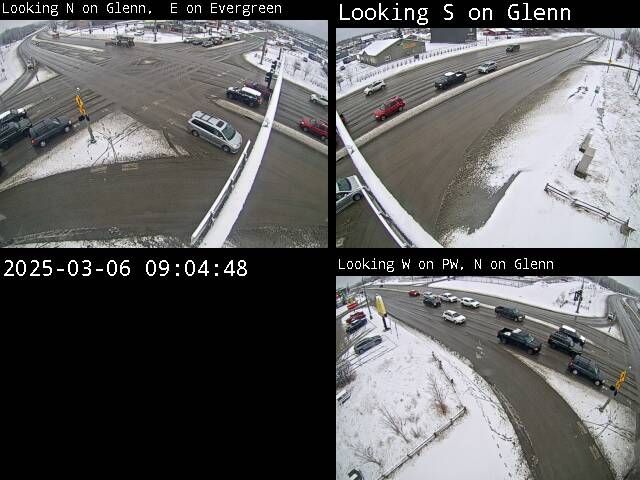 Looking N on Glenn,  E on Evergreen
Looking S on Glenn
2025-03-06 09:04:48
Looking W on PW, N on Glenn